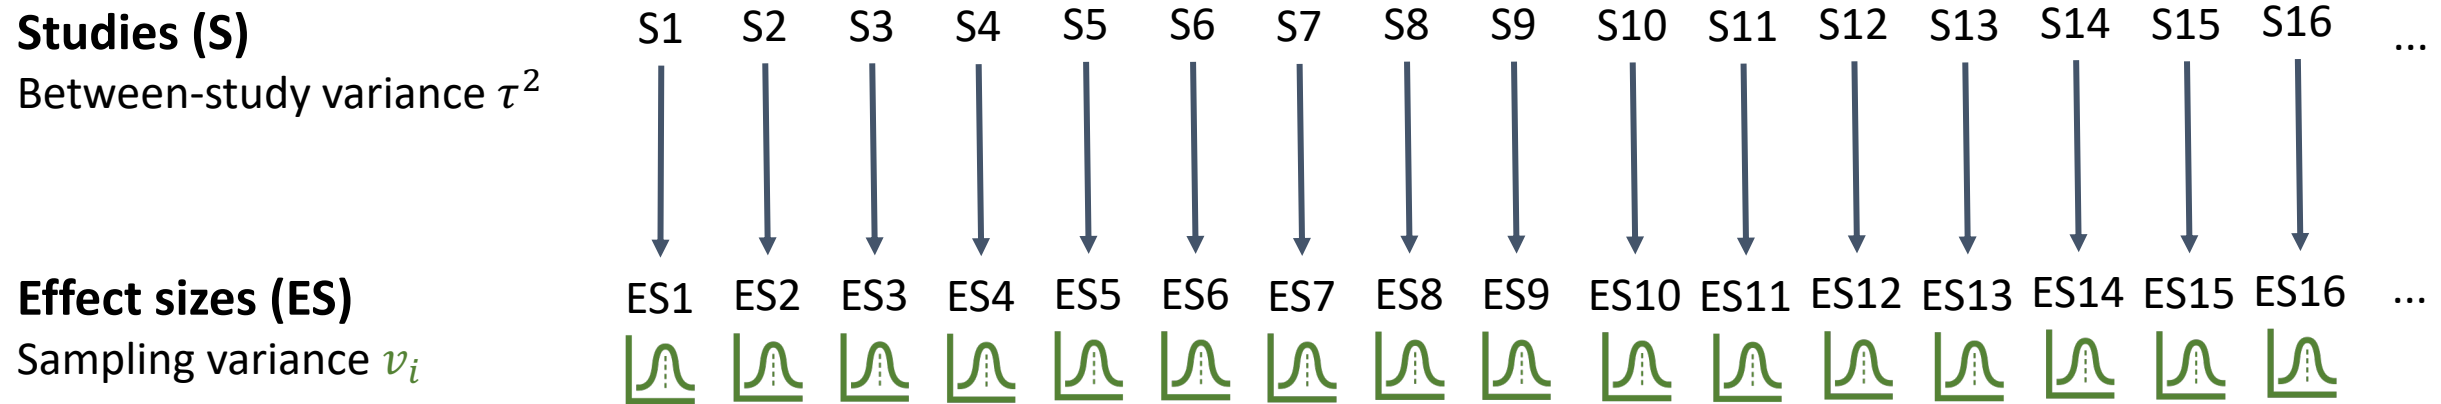 Studies (S) S1 S2 S3 S4 S5 S6 S7 S8 S9 S10 S11 S12 S13 S14 S15 S16 ...
Between-study variance τ²
Effect sizes (ES) ES1 ES2 ES3 ES4 ES5 ES6 ES7 ES8 ES9 ES10 ES11 ES12 ES13 ES14 ES15 ES16 ...
Sampling variance vᵢ